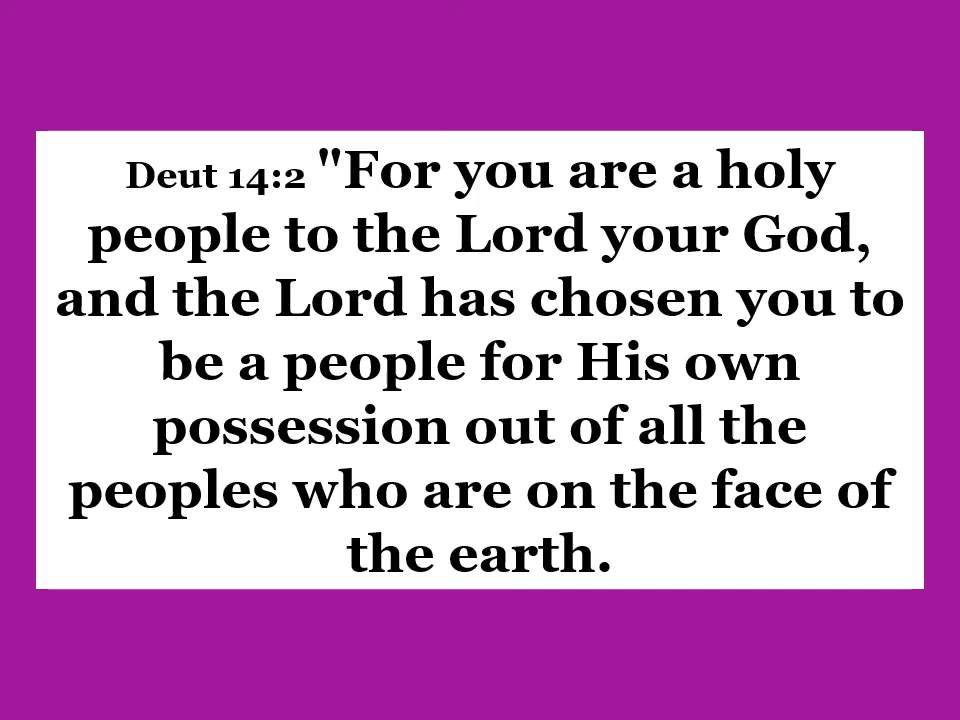 Deut 14:2 "For you are a holy
people to the Lord your God,
and the Lord has chosen you to
be a people for His own
possession out of all the
peoples who are on the face of
the earth.